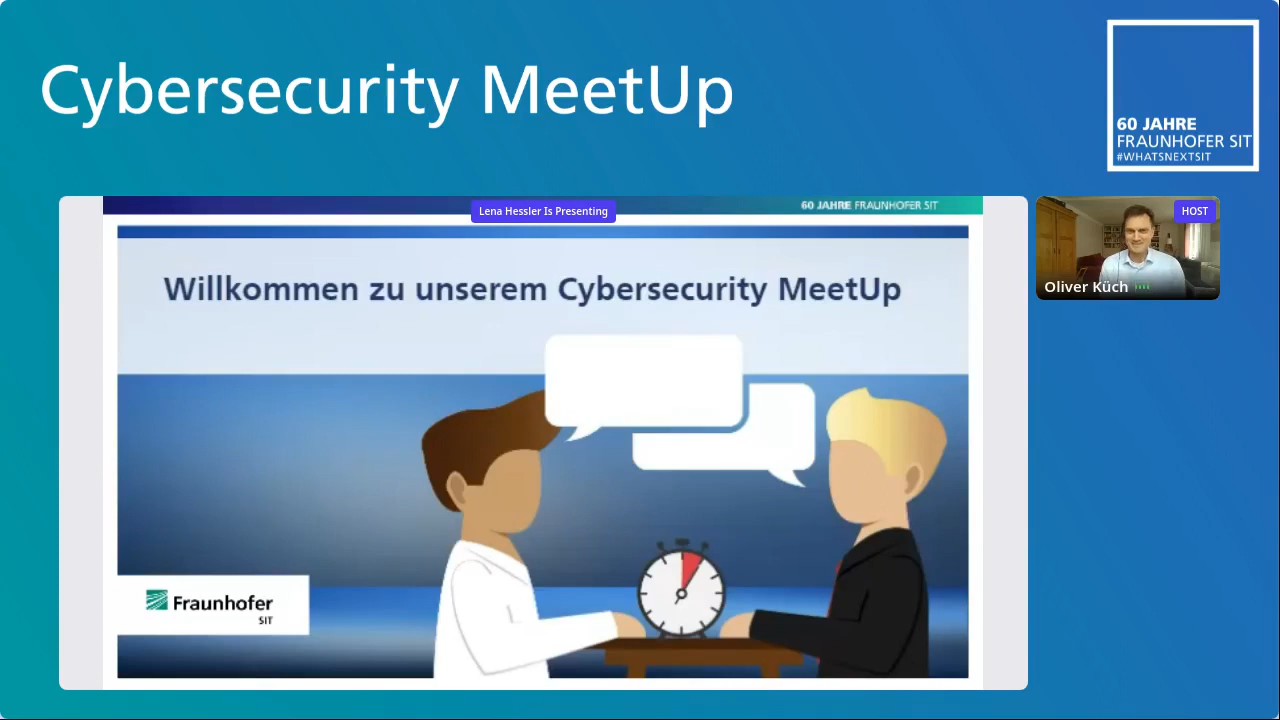 Cybersecurity MeetUp
60 JAHRE
FRAUNHOFER SIT
#WHATSNEXTSIT
Lena Hessler Is Presenting
60 JAHRE FRAUNHOFER SIT
HOST
Oliver Küch
Willkommen zu unserem Cybersecurity MeetUp
Fraunhofer
SIT